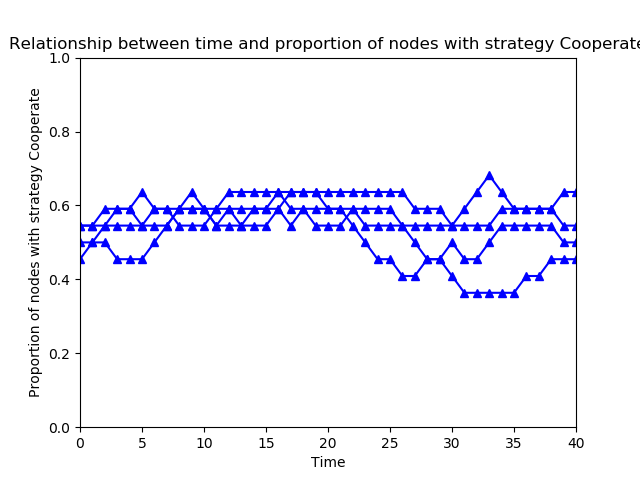 Relationship between time and proportion of nodes with strategy Cooperate
1.0
0.8
0.6
0.4
0.2
0.0
Proportion of nodes with strategy Cooperate
0 5 10 15 20 25 30 35 40
Time